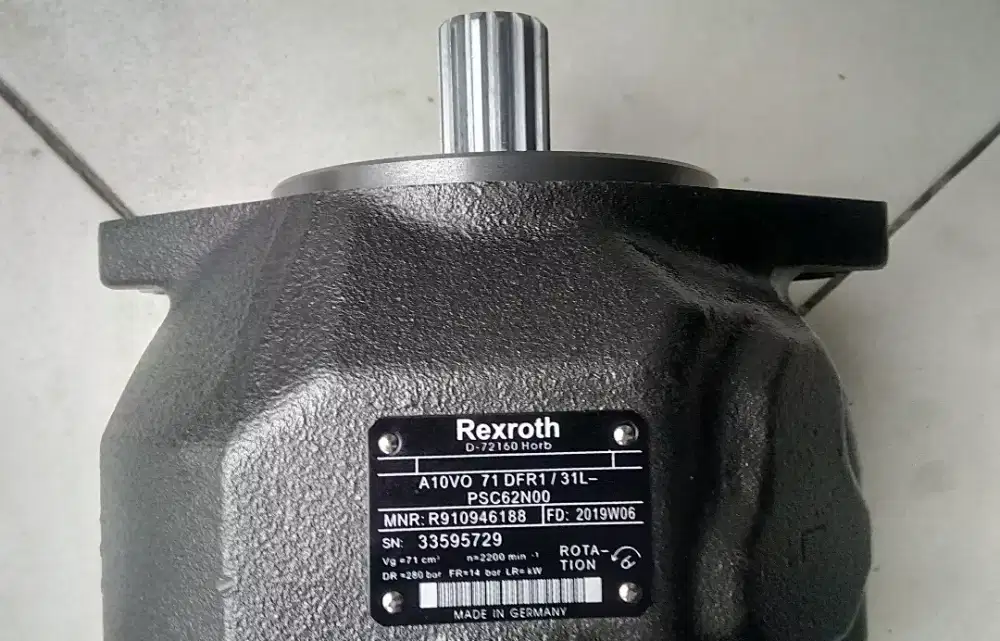 Rexroth
D-72160 Horb
A10VO 71 DFR1 / 31L-
PSC62N00
MNR: R910946188 FD: 2019W06
SN: 33595729
Vg =71 cm³ n=2200 min -1
ROTA-
TION
DR =280 bar FR=14 bar LR= kW
MADE IN GERMANY